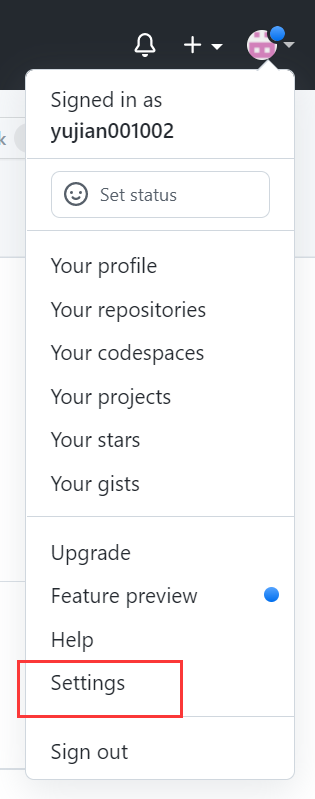 Signed in as
yujian001002
k
Set status
Your profile
Your repositories
Your codespaces
Your projects
Your stars
Your gists
Upgrade
Feature preview
Help
Settings
Sign out